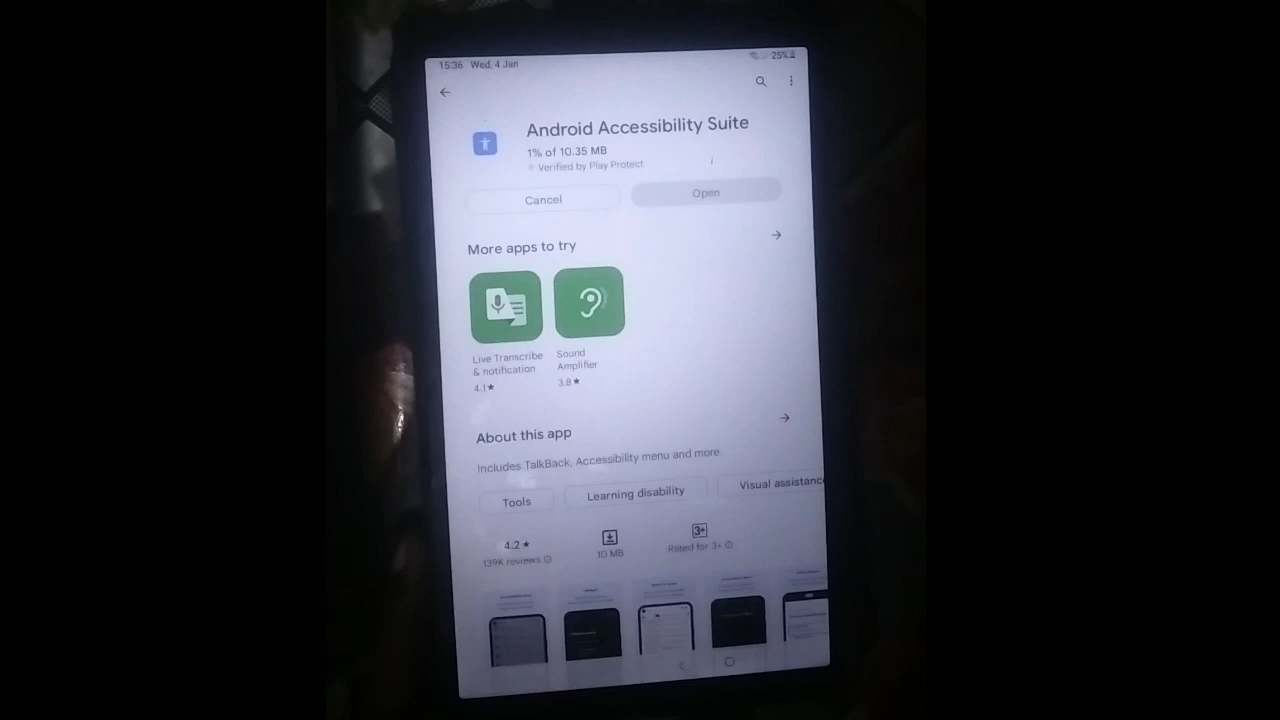 15:36 Wed, 4 Jan
25%
Android Accessibility Suite
1% of 10.35 MB
Verified by Play Protect
Cancel
Open
More apps to try
Live Transcribe
& notification
4.1★
Sound
Amplifier
3.8★
About this app
Includes TalkBack, Accessibility menu and more.
Tools
Learning disability
Visual assistance
4.2★
139K reviews
10 MB
3+
Rated for 3+